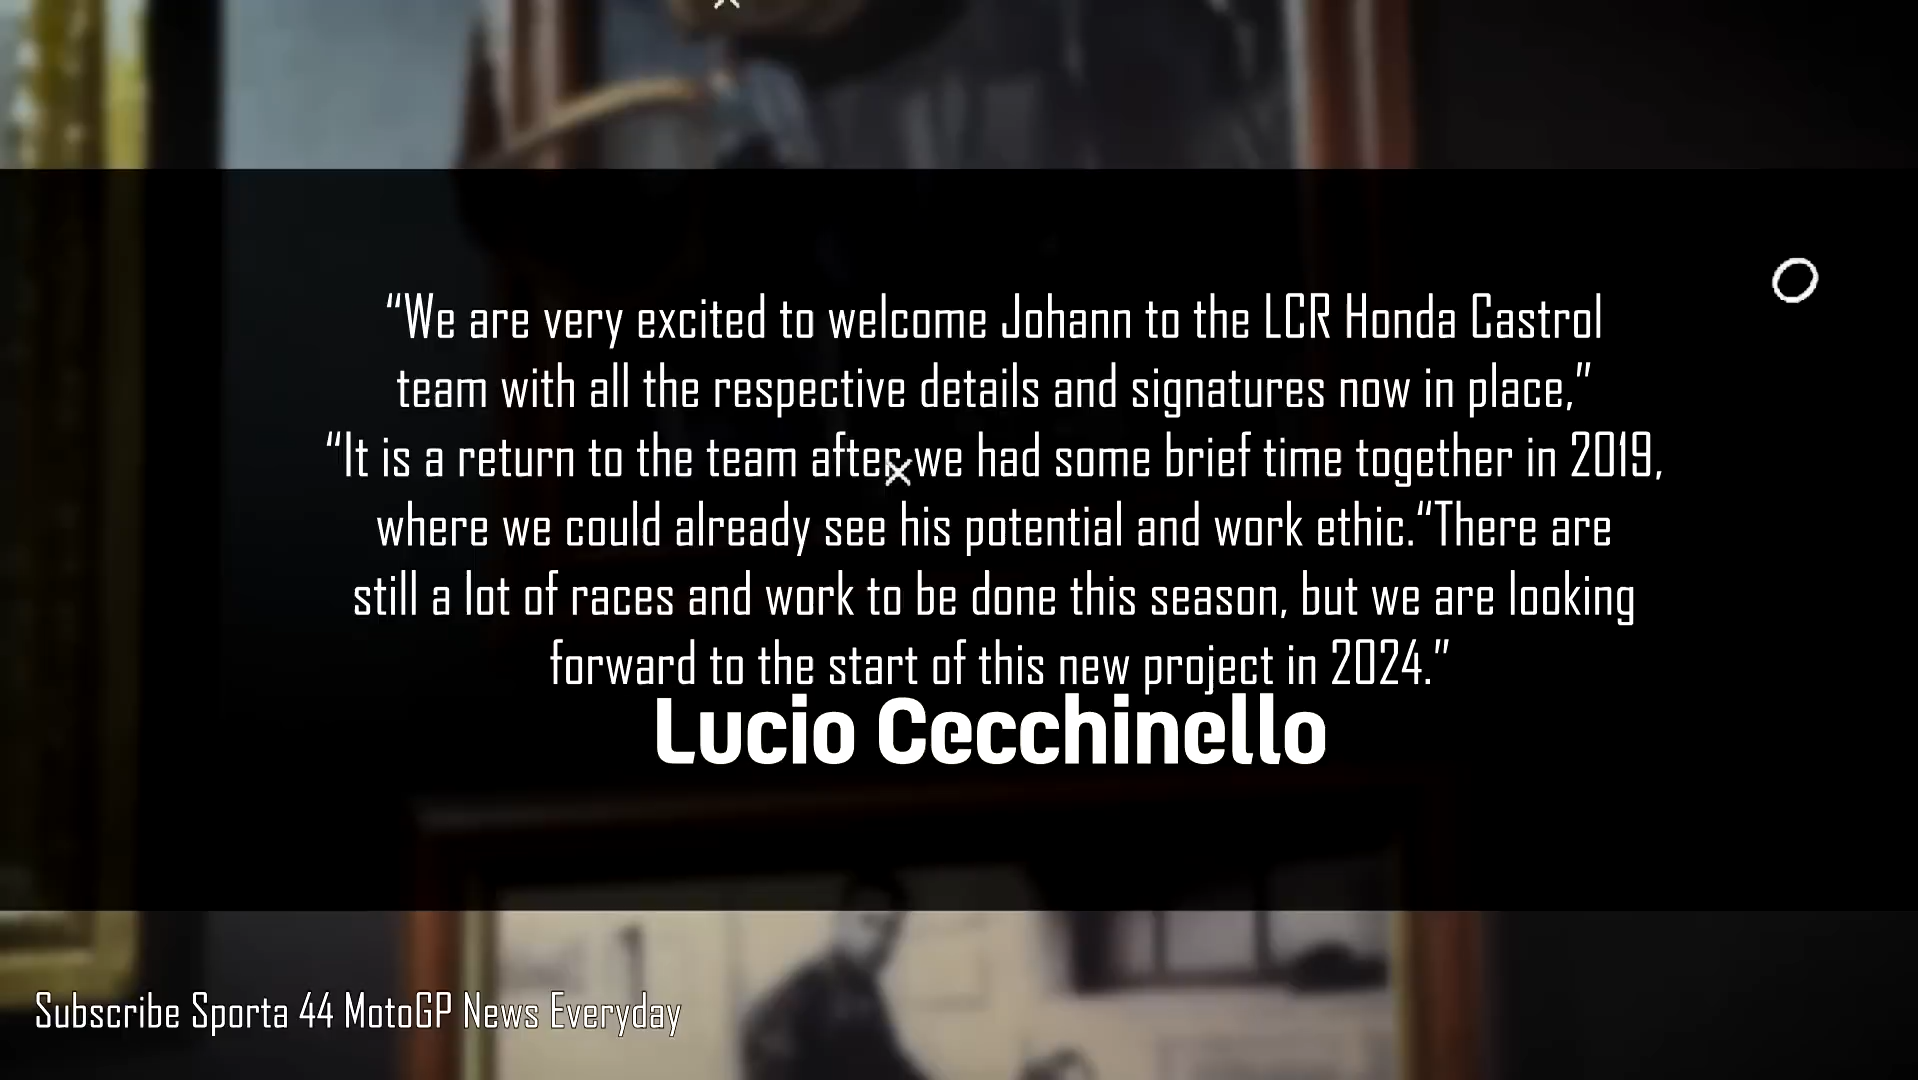 “We are very excited to welcome Johann to the LCR Honda Castrol
team with all the respective details and signatures now in place,”
“It is a return to the team after we had some brief time together in 2019,
where we could already see his potential and work ethic.“There are
still a lot of races and work to be done this season, but we are looking
forward to the start of this new project in 2024.”
Lucio Cecchinello
Subscribe Sporta 44 MotoGP News Everyday